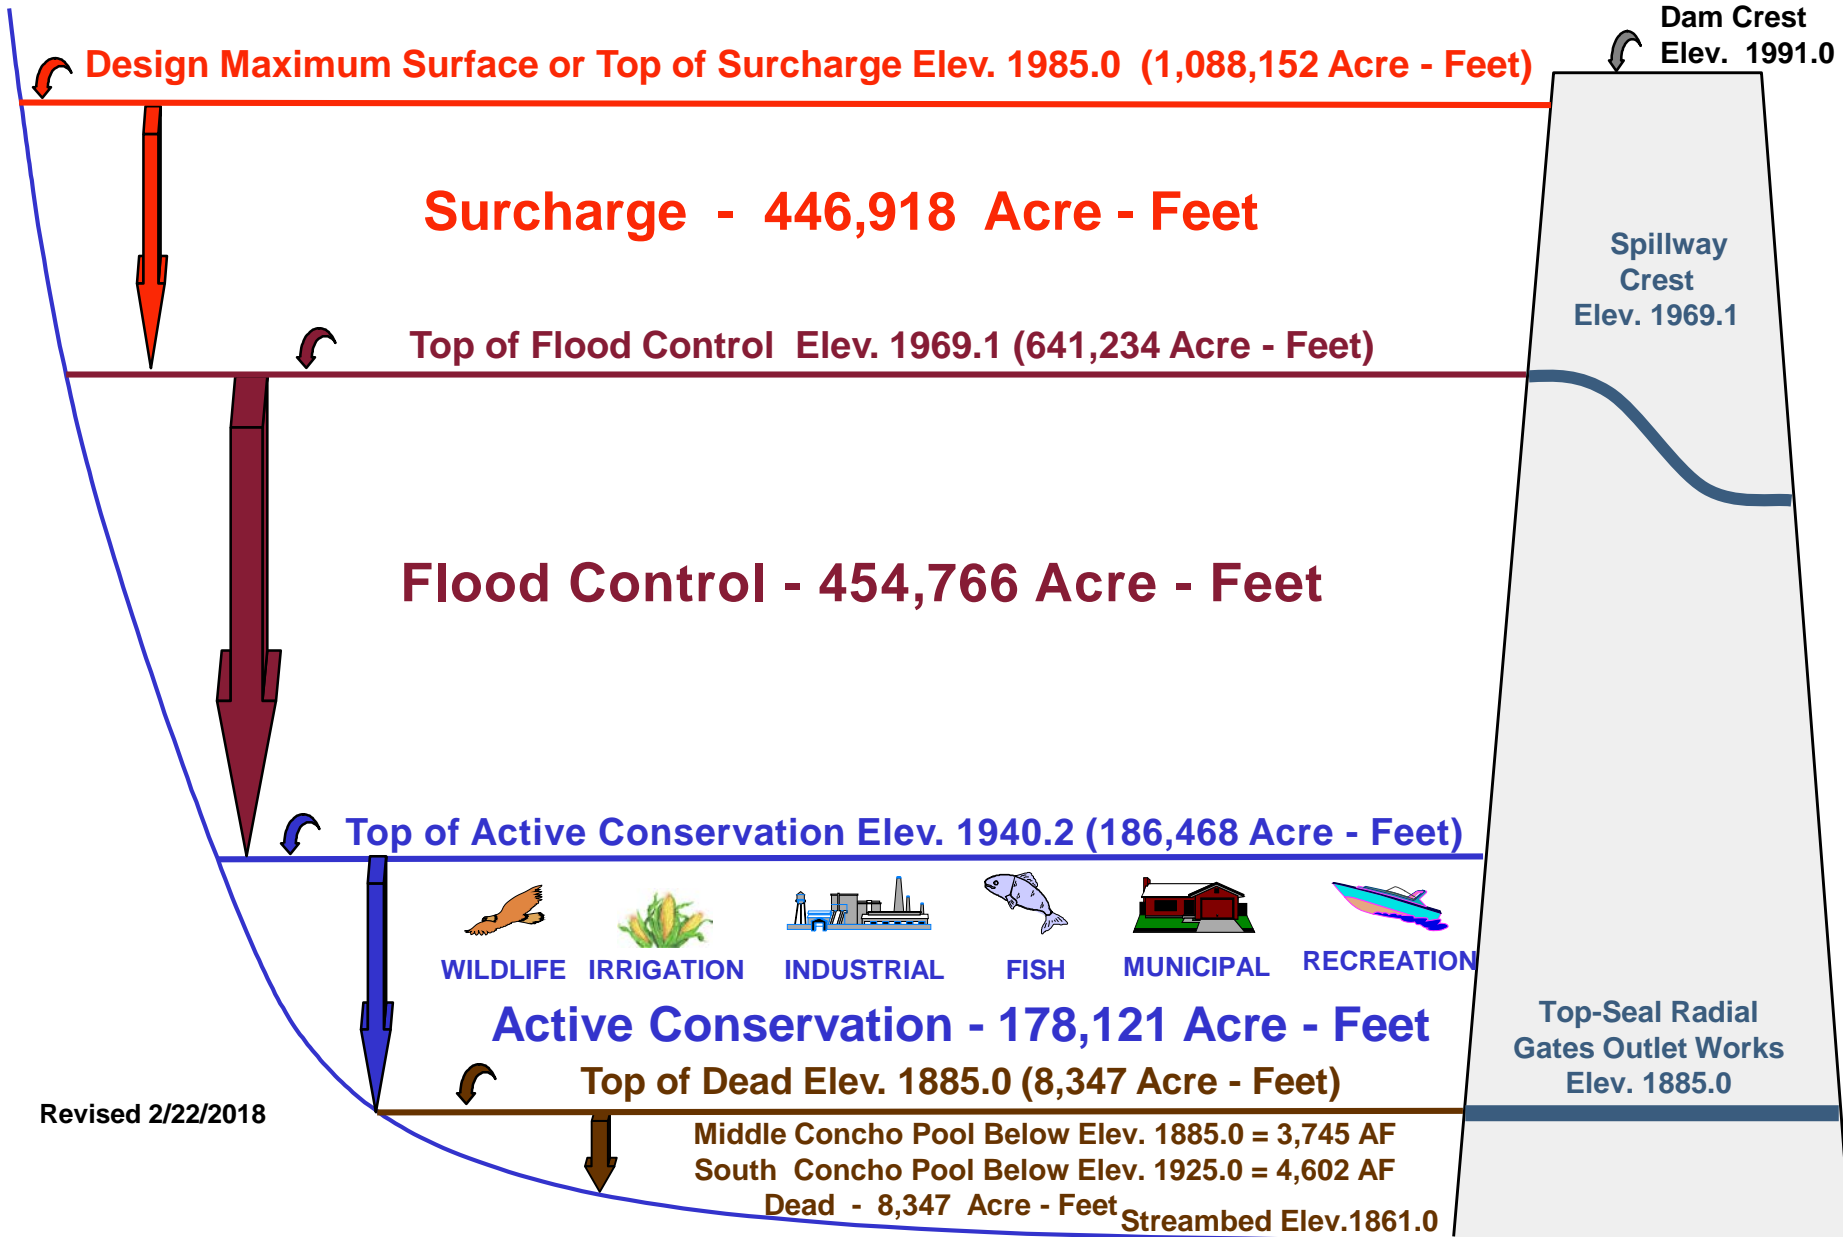 Dam Crest
Elev. 1991.0
Design Maximum Surface or Top of Surcharge Elev. 1985.0 (1,088,152 Acre - Feet)
Surcharge - 446,918 Acre - Feet
Spillway
Crest
Elev. 1969.1
Top of Flood Control Elev. 1969.1 (641,234 Acre - Feet)
Flood Control - 454,766 Acre - Feet
Top of Active Conservation Elev. 1940.2 (186,468 Acre - Feet)
WILDLIFE IRRIGATION INDUSTRIAL FISH MUNICIPAL RECREATION
Active Conservation - 178,121 Acre - Feet
Top-Seal Radial
Gates Outlet Works
Elev. 1885.0
Top of Dead Elev. 1885.0 (8,347 Acre - Feet)
Revised 2/22/2018
Middle Concho Pool Below Elev. 1885.0 = 3,745 AF
South Concho Pool Below Elev. 1925.0 = 4,602 AF
Dead - 8,347 Acre - Feet
Streambed Elev.1861.0